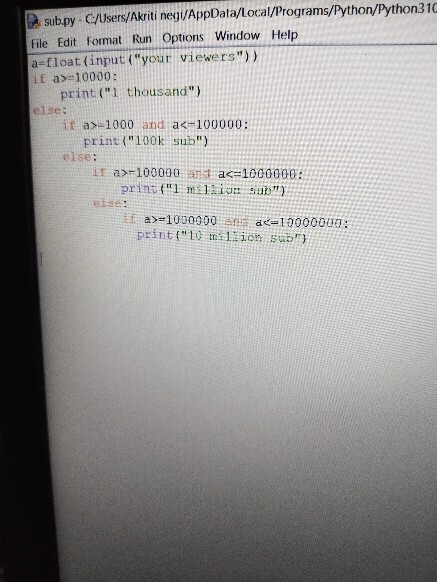 sub.py - C:/Users/Akriti negi/AppData/Local/Programs/Python/Python310
File Edit Format Run Options Window Help
a=float(input("your viewers"))
if a>=10000:
    print("1 thousand")
else:
    if a>=1000 and a<=100000:
        print("100k sub")
    else:
        if a>=100000 and a<=1000000:
            print("1 million sub")
        else:
            if a>=1000000 and a<=10000000:
                print("10 million sub")